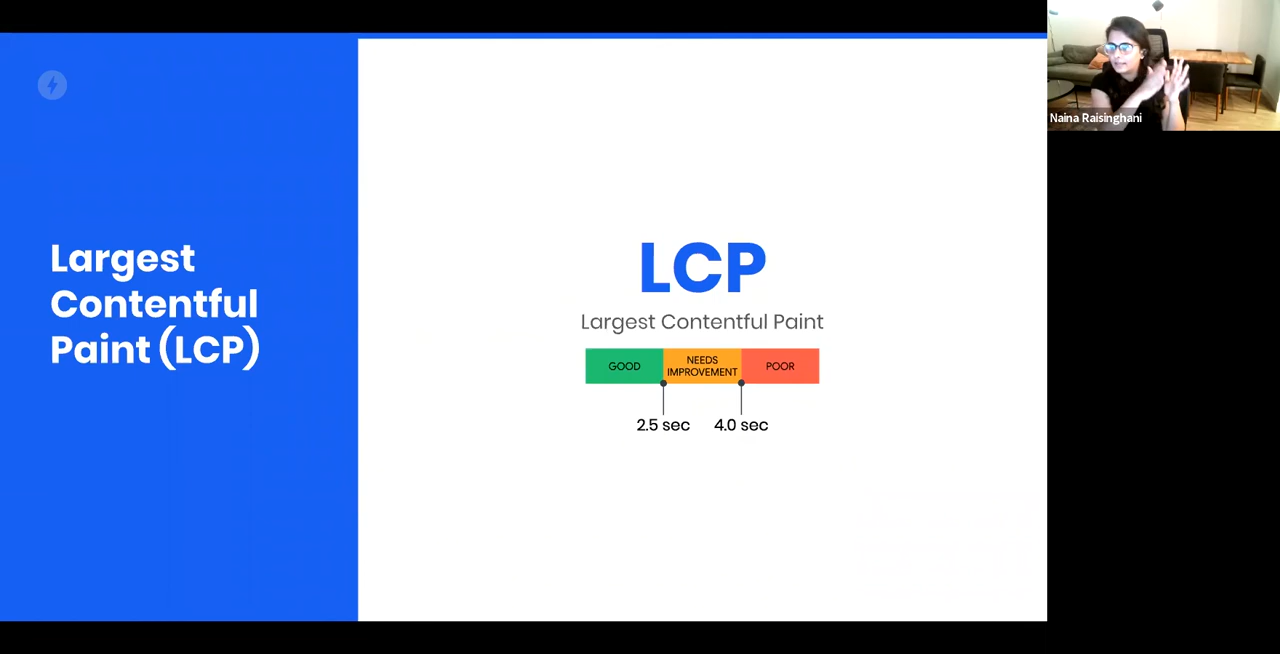 Largest
Contentful
Paint (LCP)
LCP
Largest Contentful Paint
GOOD
NEEDS
IMPROVEMENT
POOR
2.5 sec
4.0 sec
Naina Raisinghani